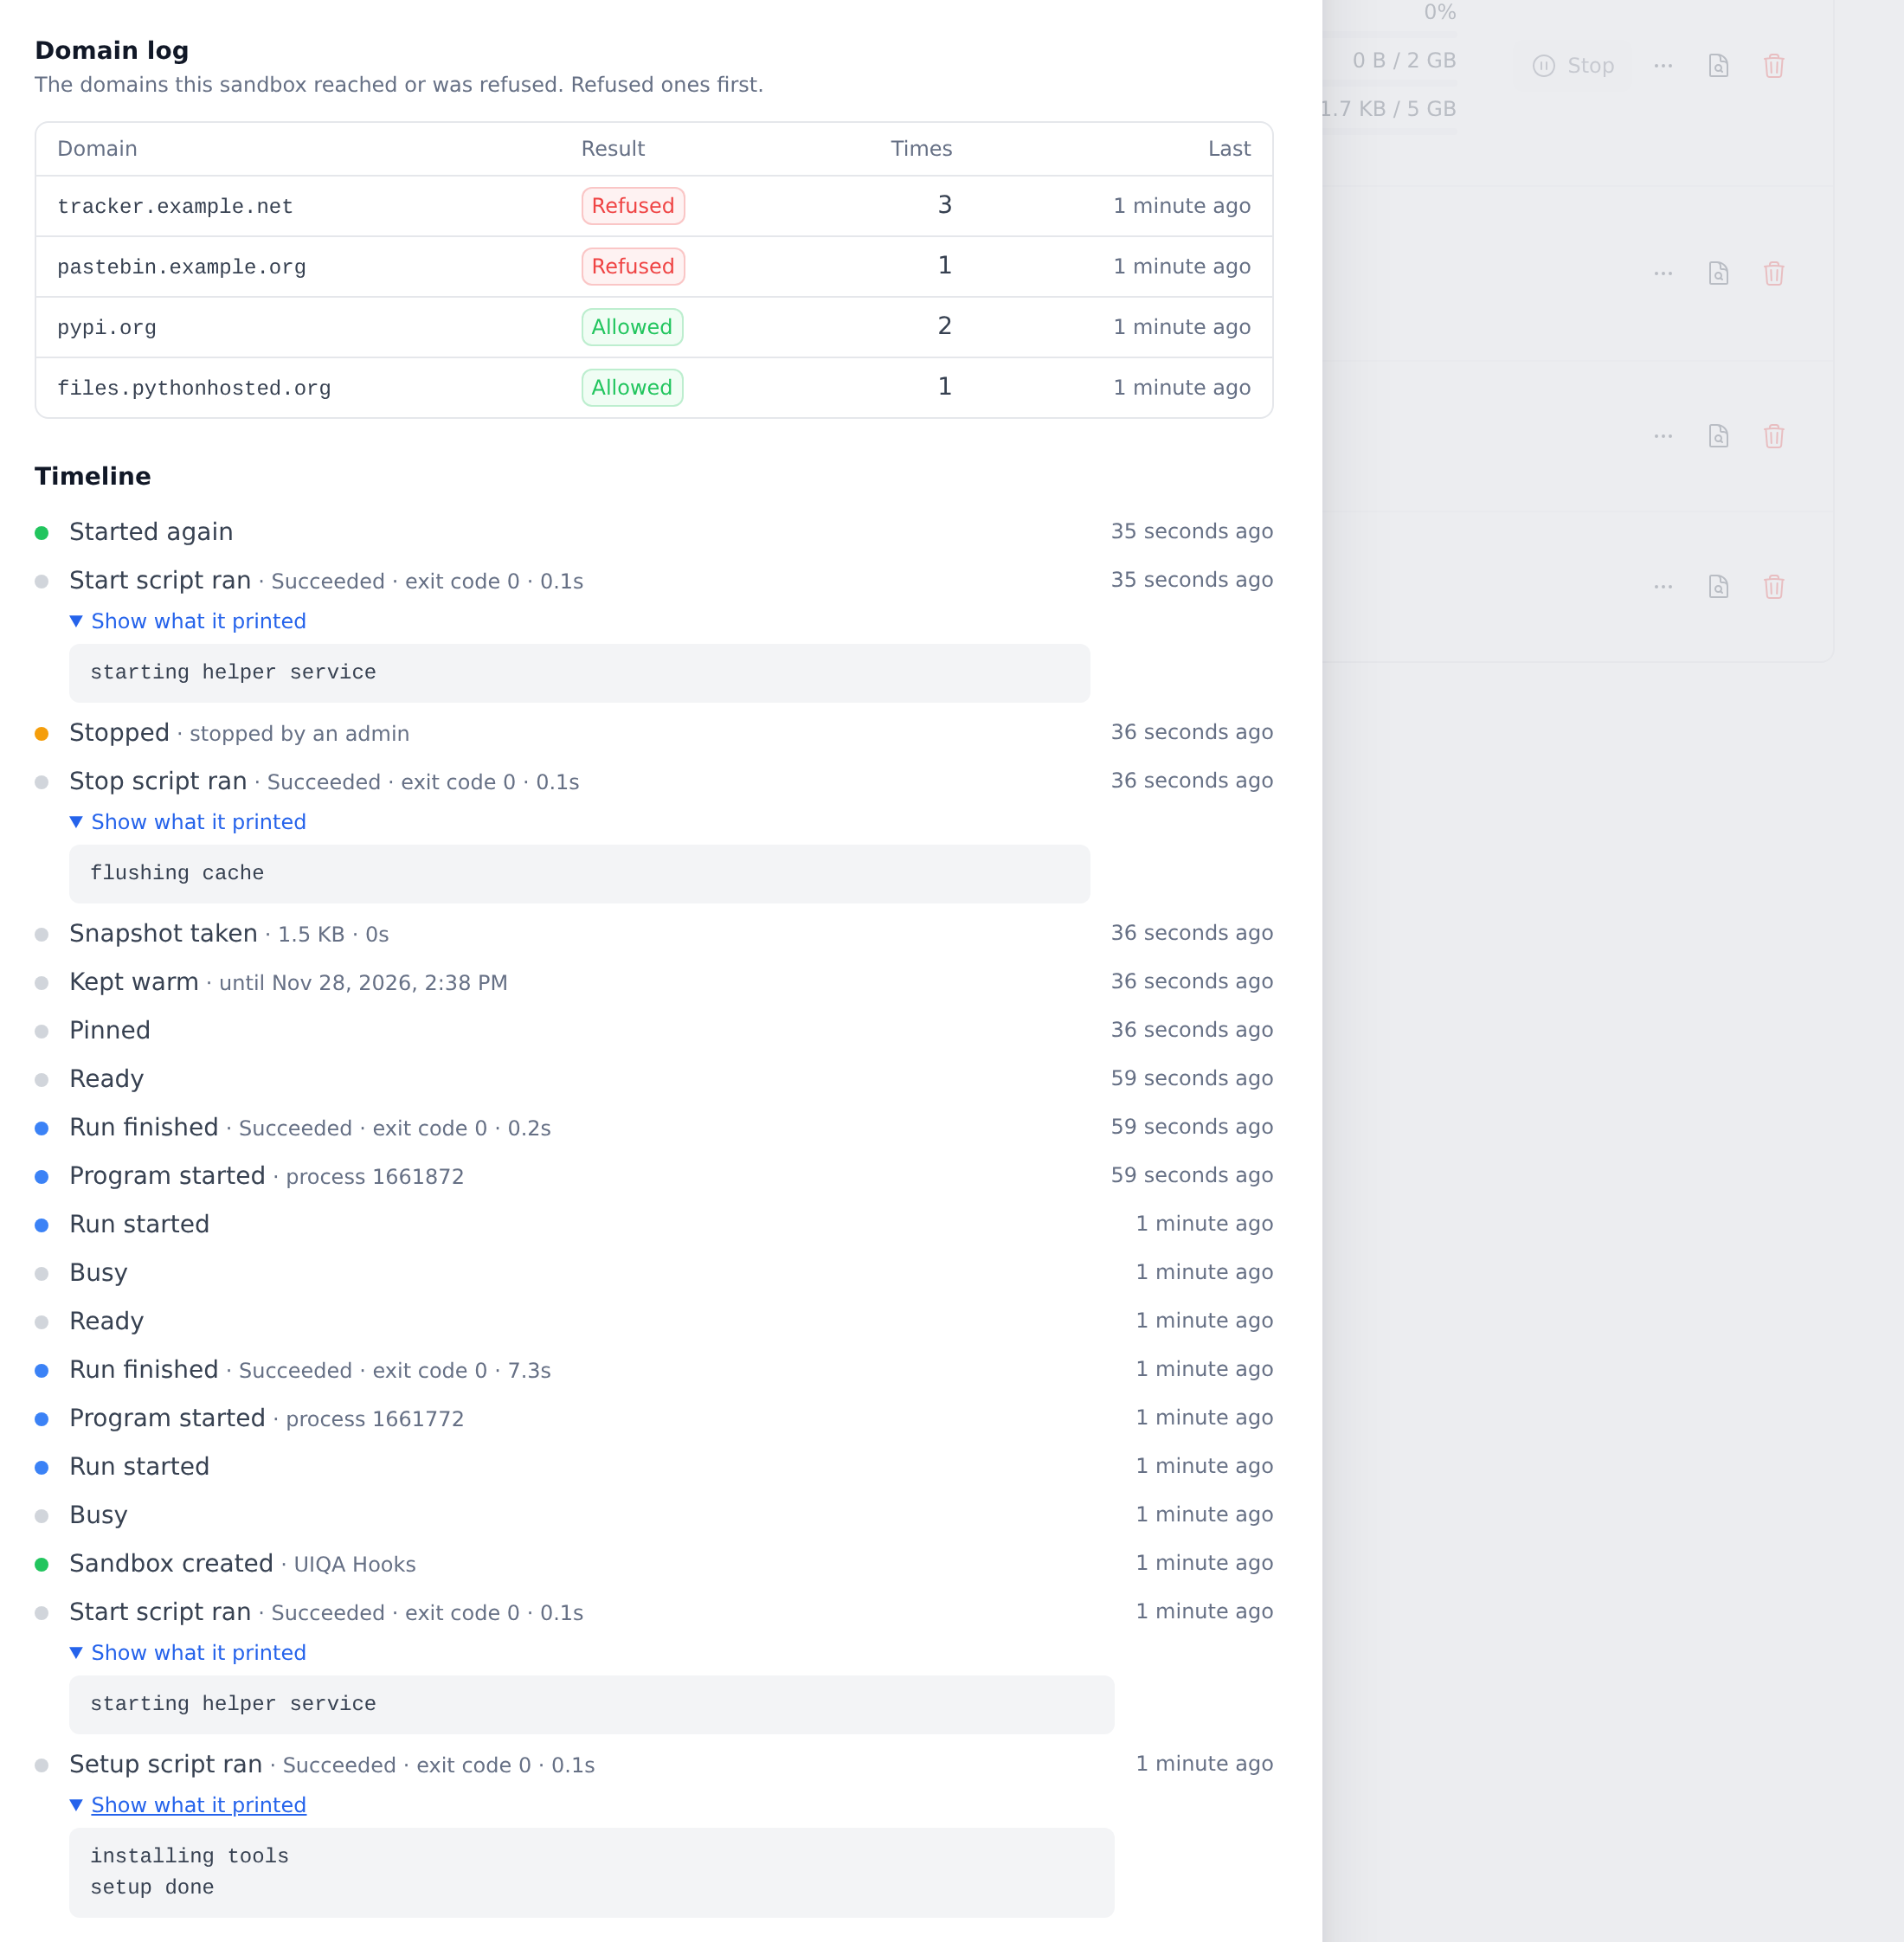 Domain log
The domains this sandbox reached or was refused. Refused ones first.
Domain Result Times Last
tracker.example.net Refused 3 1 minute ago
pastebin.example.org Refused 1 1 minute ago
pypi.org Allowed 2 1 minute ago
files.pythonhosted.org Allowed 1 1 minute ago
Timeline
Started again 35 seconds ago
Start script ran · Succeeded · exit code 0 · 0.1s 35 seconds ago
▼ Show what it printed
starting helper service
Stopped · stopped by an admin 36 seconds ago
Stop script ran · Succeeded · exit code 0 · 0.1s 36 seconds ago
▼ Show what it printed
flushing cache
Snapshot taken · 1.5 KB · 0s 36 seconds ago
Kept warm · until Nov 28, 2026, 2:38 PM 36 seconds ago
Pinned 36 seconds ago
Ready 59 seconds ago
Run finished · Succeeded · exit code 0 · 0.2s 59 seconds ago
Program started · process 1661872 59 seconds ago
Run started 1 minute ago
Busy 1 minute ago
Ready 1 minute ago
Run finished · Succeeded · exit code 0 · 7.3s 1 minute ago
Program started · process 1661772 1 minute ago
Run started 1 minute ago
Busy 1 minute ago
Sandbox created · UIQA Hooks 1 minute ago
Start script ran · Succeeded · exit code 0 · 0.1s 1 minute ago
▼ Show what it printed
starting helper service
Setup script ran · Succeeded · exit code 0 · 0.1s 1 minute ago
▼ Show what it printed
installing tools
setup done
0%
0 B / 2 GB
1.7 KB / 5 GB
Stop